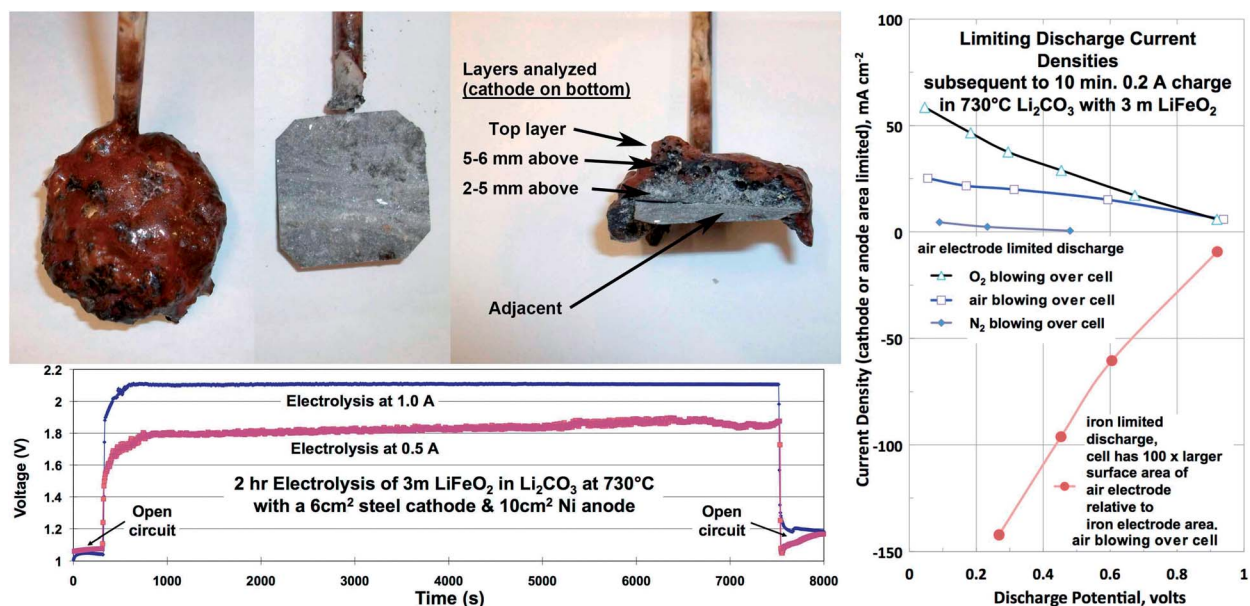 Layers analyzed
(cathode on bottom)
Top layer
5-6 mm above
2-5 mm above
Adjacent
2.2
2
1.8
1.6
1.4
1.2
1
Voltage (V)
Electrolysis at 1.0 A
Electrolysis at 0.5 A
2 hr Electrolysis of 3m LiFeO2 in Li2CO3 at 730°C
with a 6cm2 steel cathode & 10cm2 Ni anode
Open
circuit
Open
circuit
0
1000
2000
3000
4000
5000
6000
7000
8000
Time (s)
Current Density (cathode or anode area limited), mA cm-2
100
50
0
-50
-100
-150
Limiting Discharge Current
Densities
subsequent to 10 min. 0.2 A charge
in 730°C Li2CO3 with 3 m LiFeO2
air electrode limited discharge
O2 blowing over cell
air blowing over cell
N2 blowing over cell
iron limited
discharge,
cell has 100 x larger
surface area of
air electrode
relative to
iron electrode area.
air blowing over cell
0
0.2
0.4
0.6
0.8
1
Discharge Potential, volts